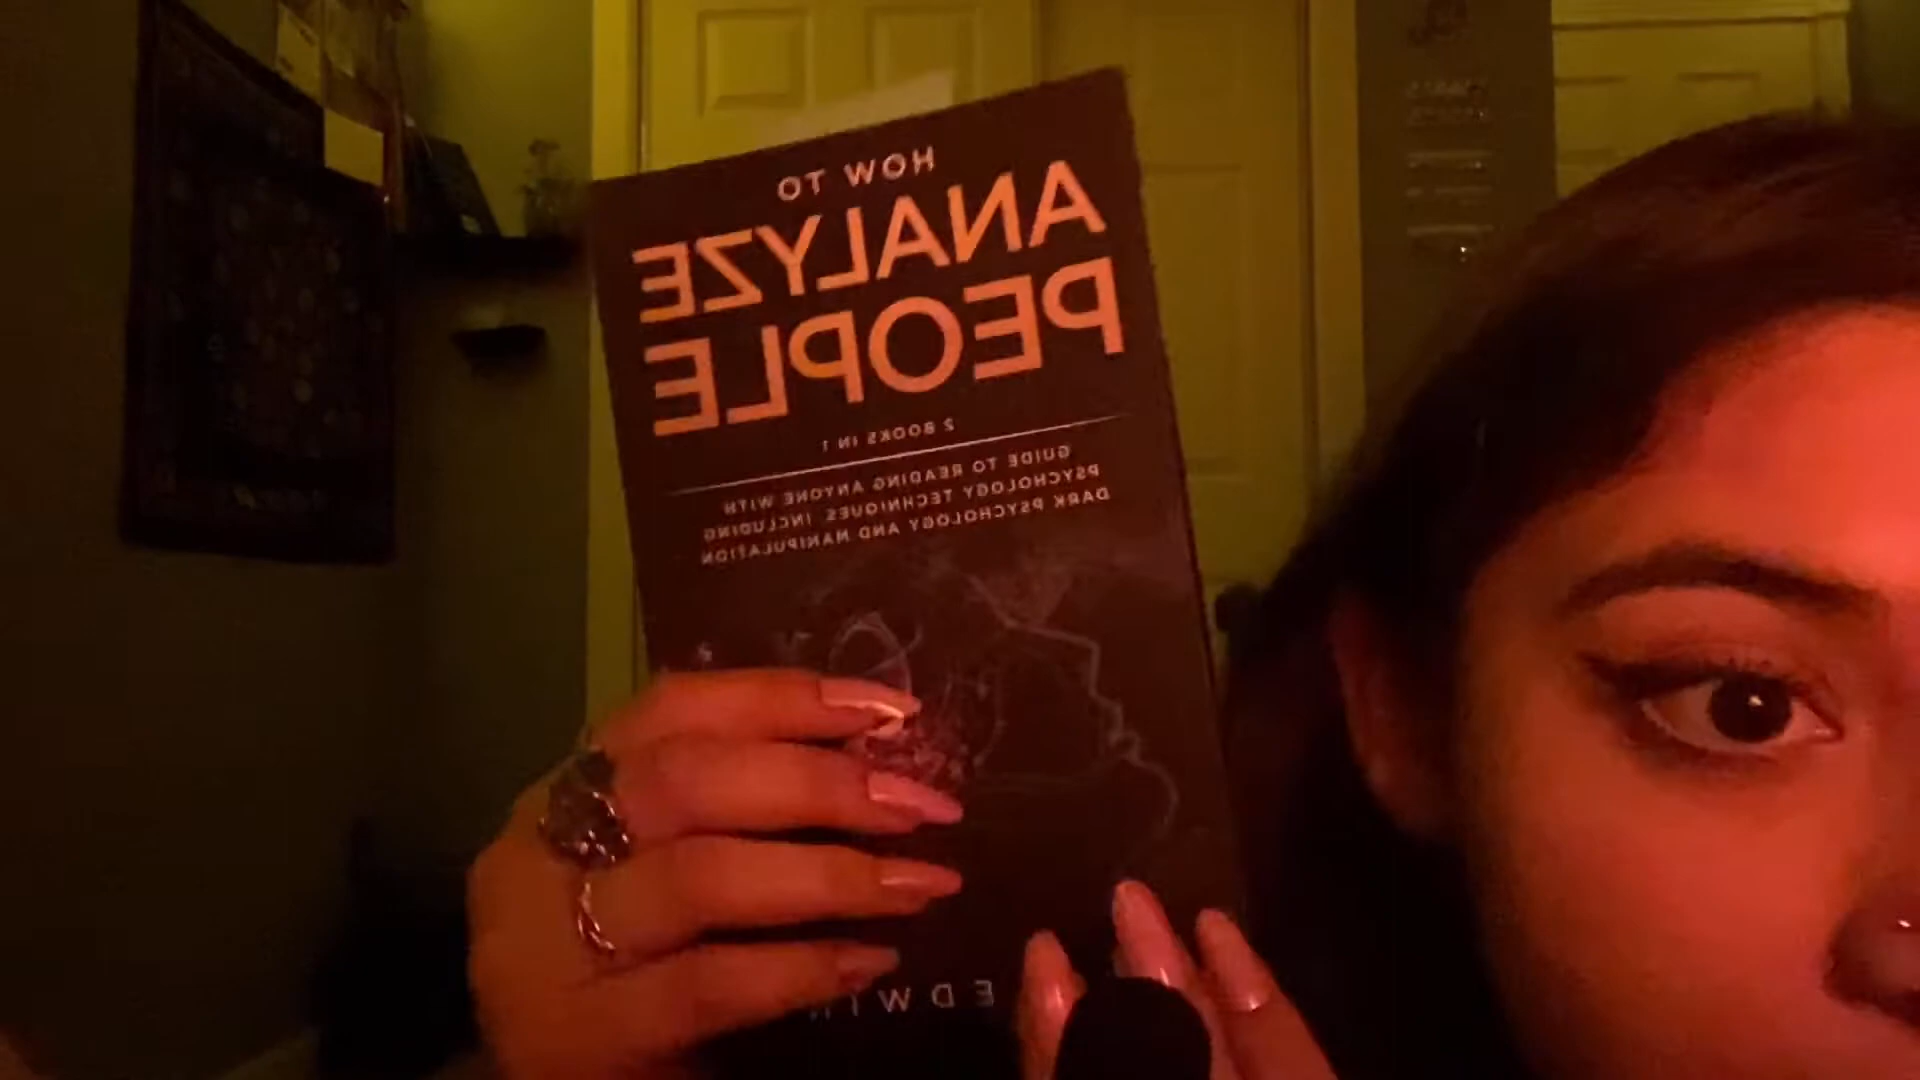 HOW TO
ANALYZE
PEOPLE
2 BOOKS IN 1
GUIDE TO READING ANYONE WITH
PSYCHOLOGY TECHNIQUES, INCLUDING
DARK PSYCHOLOGY AND MANIPULATION